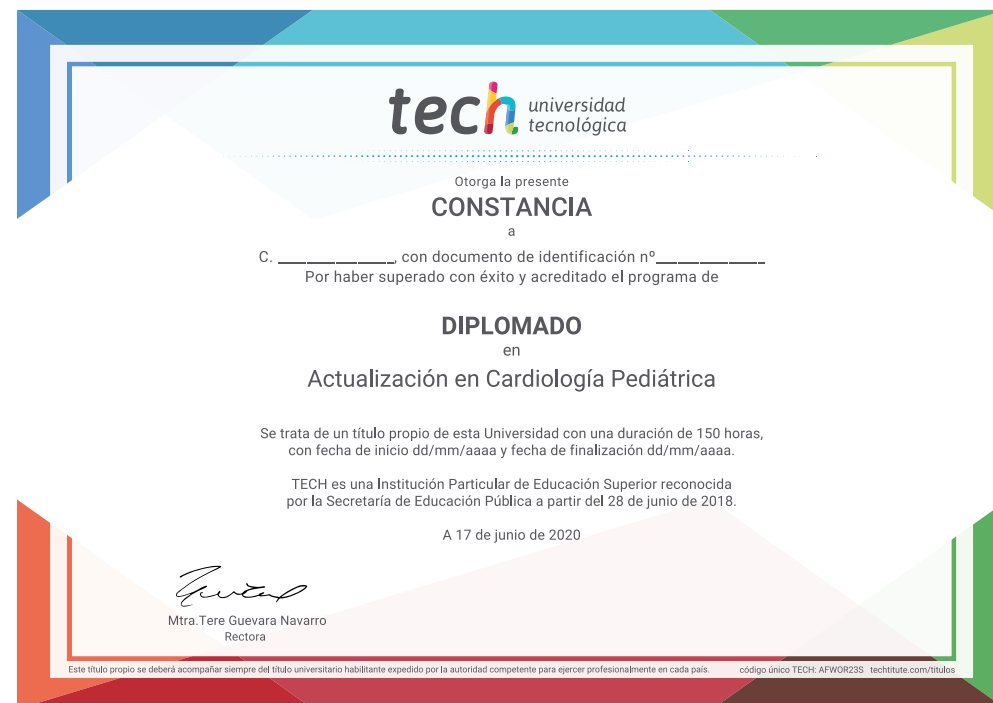 tech universidad
tecnológica
Otorga la presente
CONSTANCIA
a
C. ______________, con documento de identificación nº______________
Por haber superado con éxito y acreditado el programa de
DIPLOMADO
en
Actualización en Cardiología Pediátrica
Se trata de un título propio de esta Universidad con una duración de 150 horas,
con fecha de inicio dd/mm/aaaa y fecha de finalización dd/mm/aaaa.
TECH es una Institución Particular de Educación Superior reconocida
por la Secretaría de Educación Pública a partir del 28 de junio de 2018.
A 17 de junio de 2020
Mtra.Tere Guevara Navarro
Rectora
Este título propio se deberá acompañar siempre del título universitario habilitante expedido por la autoridad competente para ejercer profesionalmente en cada país.
código único TECH: AFWOR23S techtitute.com/titulos